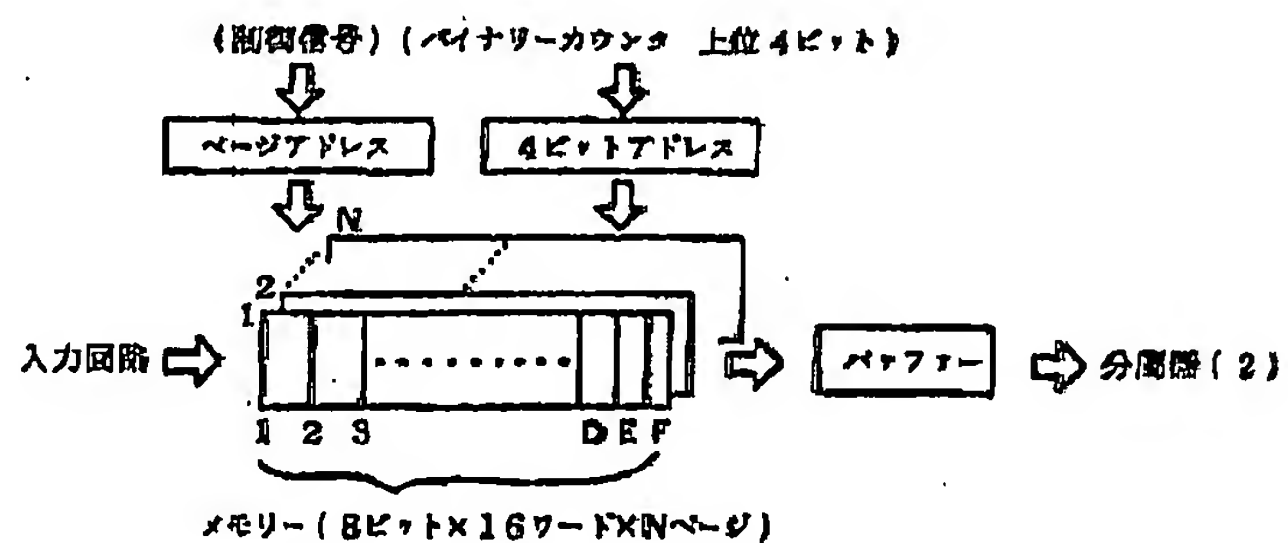 (制御信号)(バイナリーカウンタ 上位4ビット)
ページアドレス 4ビットアドレス
N
2
1
入力回路 バッファー 分周器(2)
1 2 3 D E F
メモリー(8ビット×16ワード×Nページ)